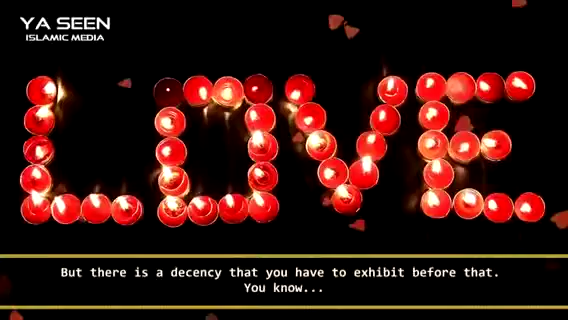 YA SEEN
ISLAMIC MEDIA
LOVE
But there is a decency that you have to exhibit before that.
You know...